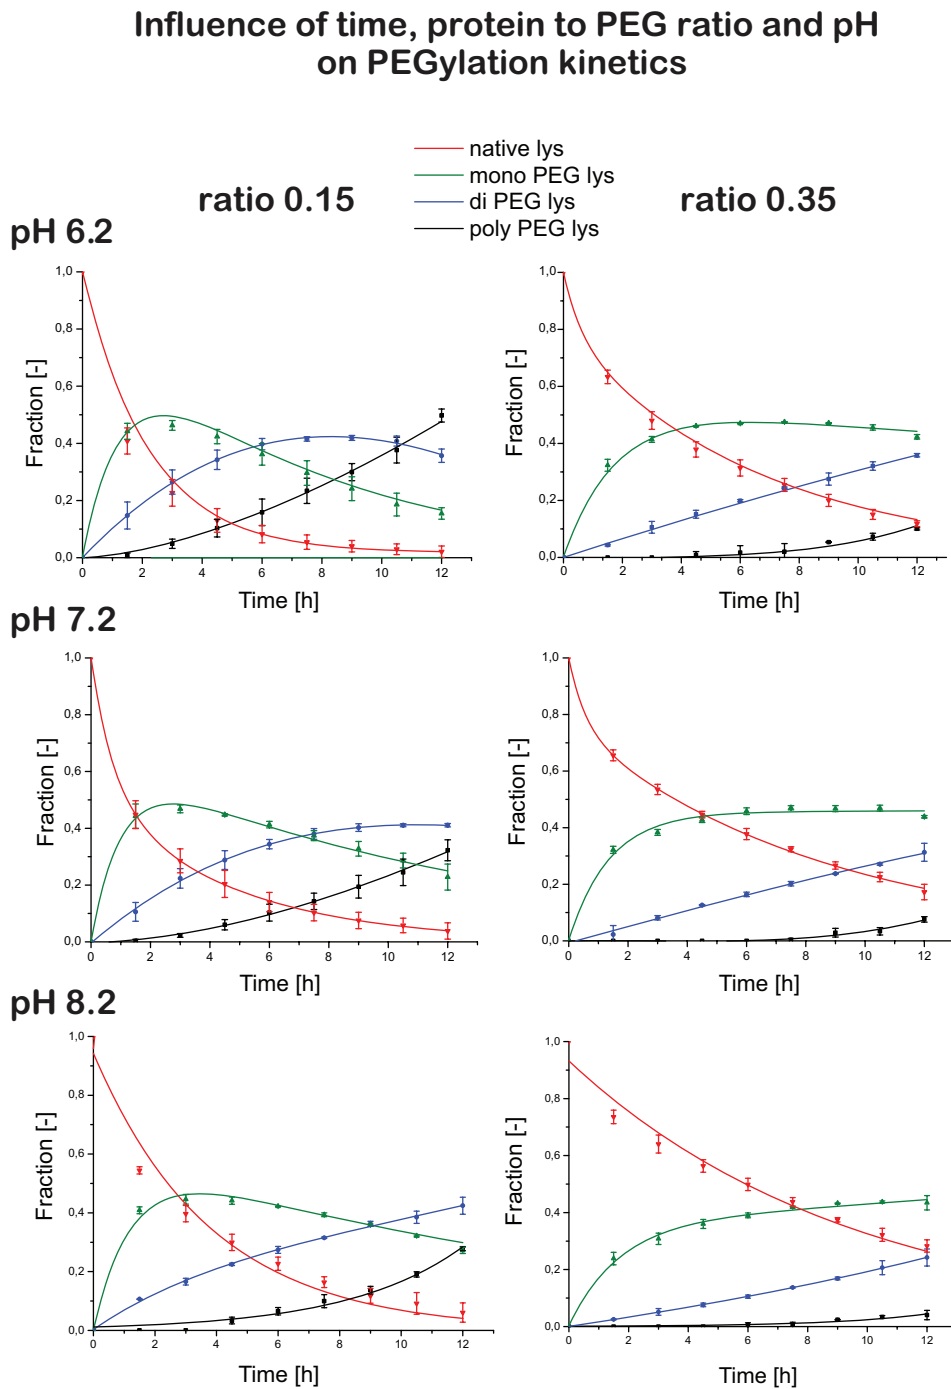 Influence of time, protein to PEG ratio and pH
on PEGylation kinetics
native lys
mono PEG lys
di PEG lys
poly PEG lys
ratio 0.15
ratio 0.35
pH 6.2
1,0
0,8
0,6
0,4
0,2
0,0
Fraction [-]
0 2 4 6 8 10 12
Time [h]
1,0
0,8
0,6
0,4
0,2
0,0
Fraction [-]
0 2 4 6 8 10 12
Time [h]
pH 7.2
1,0
0,8
0,6
0,4
0,2
0,0
Fraction [-]
0 2 4 6 8 10 12
Time [h]
1,0
0,8
0,6
0,4
0,2
0,0
Fraction [-]
0 2 4 6 8 10 12
Time [h]
pH 8.2
1,0
0,8
0,6
0,4
0,2
0,0
Fraction [-]
0 2 4 6 8 10 12
Time [h]
1,0
0,8
0,6
0,4
0,2
0,0
Fraction [-]
0 2 4 6 8 10 12
Time [h]